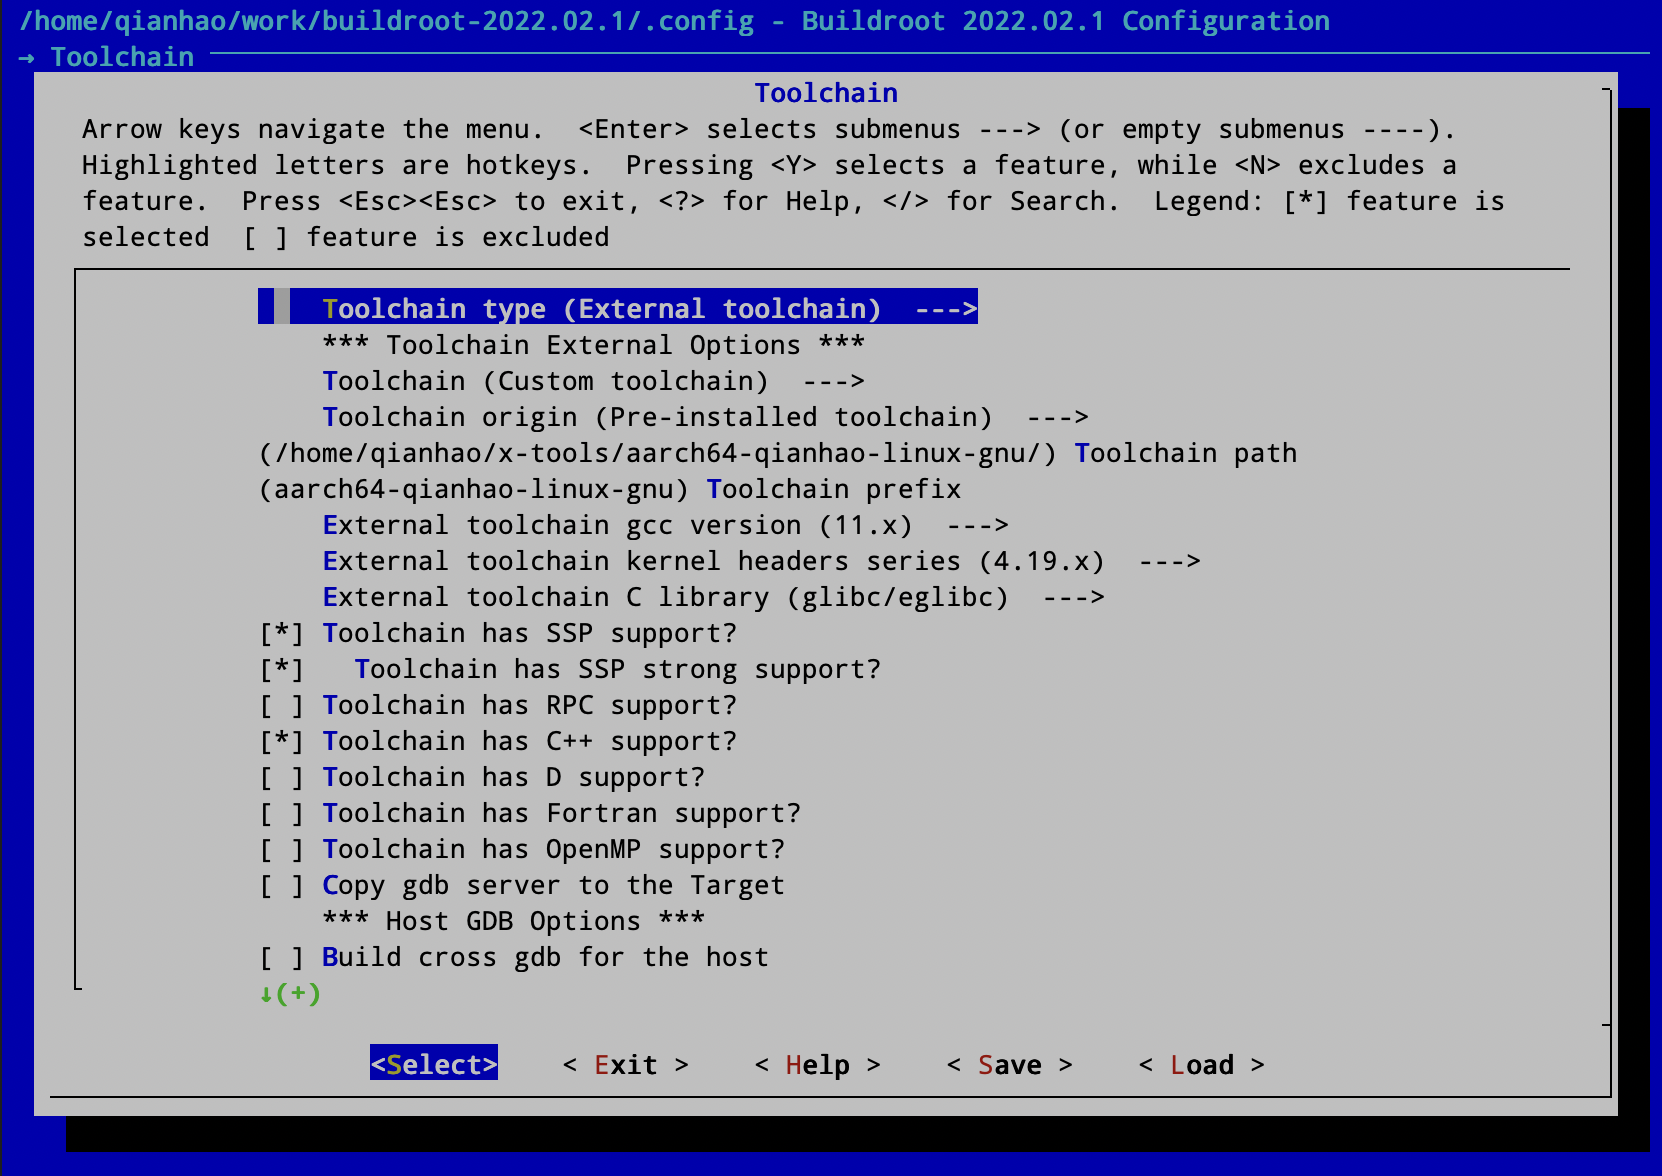 /home/qianhao/work/buildroot-2022.02.1/.config - Buildroot 2022.02.1 Configuration
→ Toolchain
Toolchain
Arrow keys navigate the menu.  <Enter> selects submenus ---> (or empty submenus ----).
Highlighted letters are hotkeys.  Pressing <Y> selects a feature, while <N> excludes a
feature.  Press <Esc><Esc> to exit, <?> for Help, </> for Search.  Legend: [*] feature is
selected  [ ] feature is excluded
Toolchain type (External toolchain)  --->
*** Toolchain External Options ***
Toolchain (Custom toolchain)  --->
Toolchain origin (Pre-installed toolchain)  --->
(/home/qianhao/x-tools/aarch64-qianhao-linux-gnu/) Toolchain path
(aarch64-qianhao-linux-gnu) Toolchain prefix
External toolchain gcc version (11.x)  --->
External toolchain kernel headers series (4.19.x)  --->
External toolchain C library (glibc/eglibc)  --->
[*] Toolchain has SSP support?
[*]   Toolchain has SSP strong support?
[ ] Toolchain has RPC support?
[*] Toolchain has C++ support?
[ ] Toolchain has D support?
[ ] Toolchain has Fortran support?
[ ] Toolchain has OpenMP support?
[ ] Copy gdb server to the Target
*** Host GDB Options ***
[ ] Build cross gdb for the host
↓(+)
<Select>    < Exit >    < Help >    < Save >    < Load >